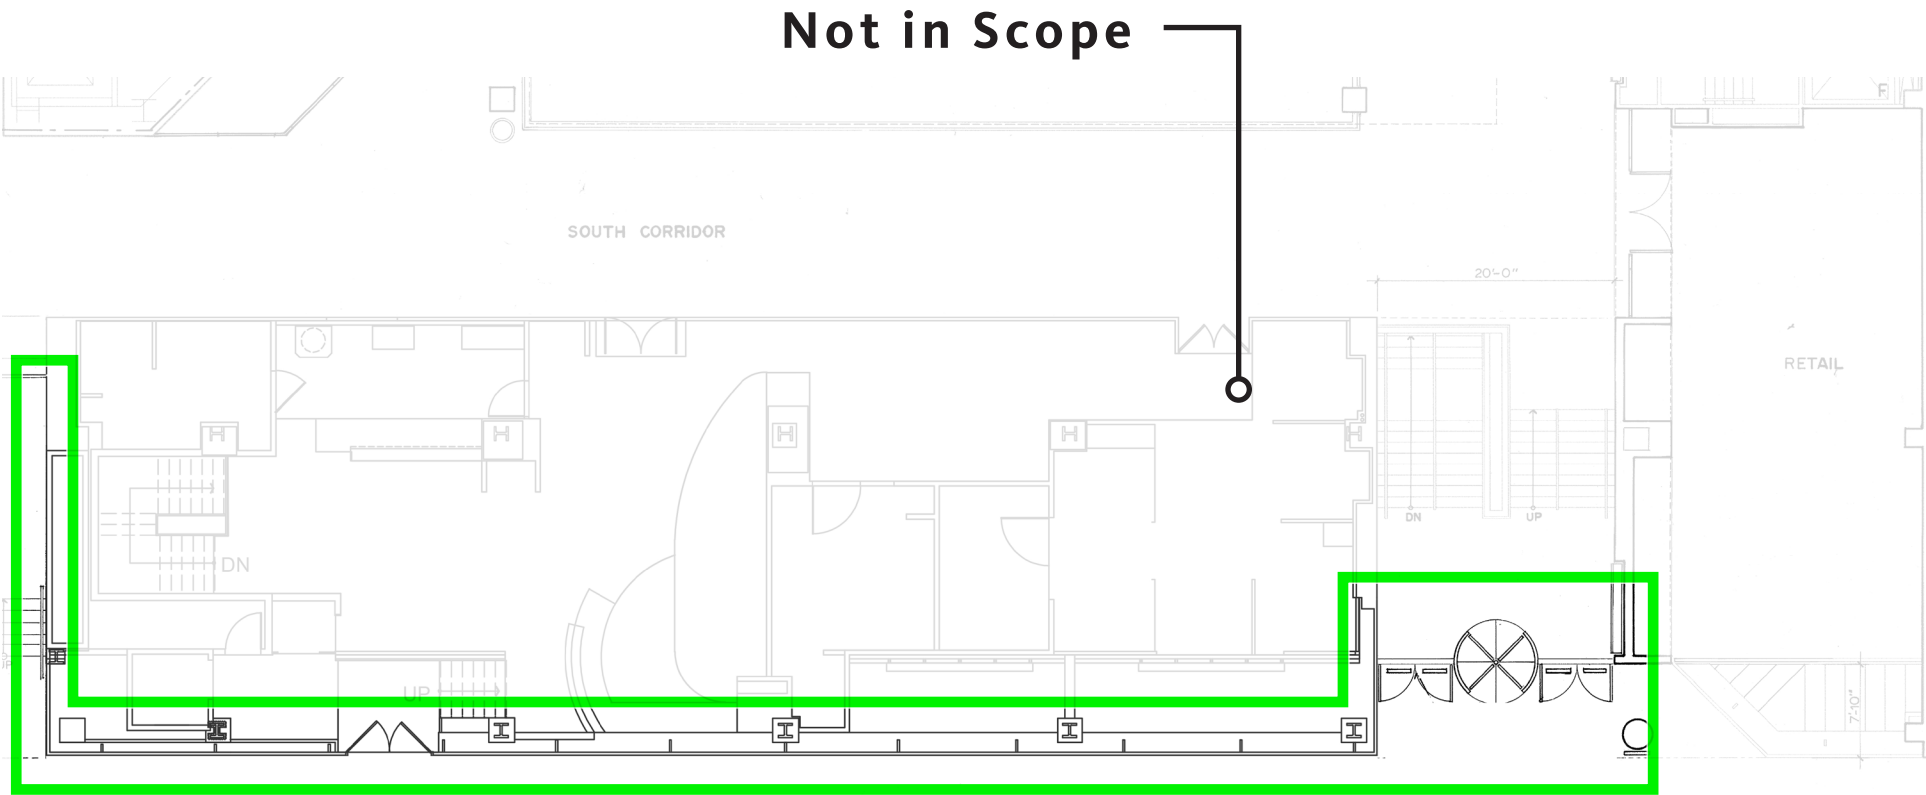 Not in Scope
F
SOUTH CORRIDOR
20'-0"
RETAIL
DN
UP
DN
UP
7'-10"